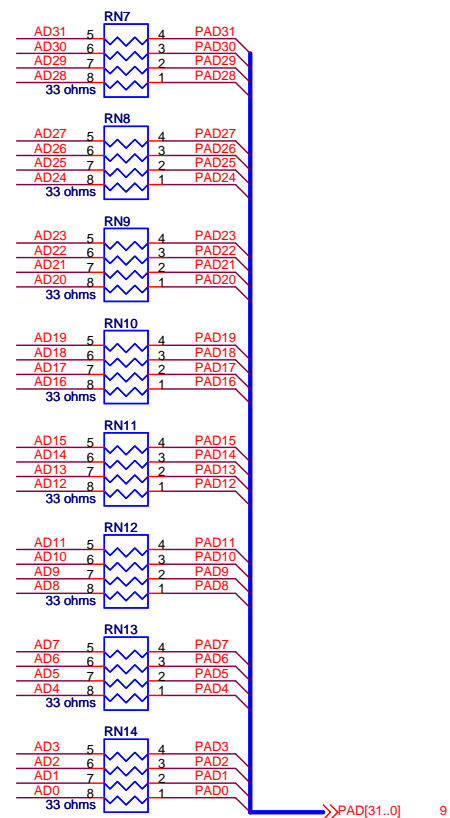 RN7
AD31 5 4 PAD31
AD30 6 3 PAD30
AD29 7 2 PAD29
AD28 8 1 PAD28
33 ohms
RN8
AD27 5 4 PAD27
AD26 6 3 PAD26
AD25 7 2 PAD25
AD24 8 1 PAD24
33 ohms
RN9
AD23 5 4 PAD23
AD22 6 3 PAD22
AD21 7 2 PAD21
AD20 8 1 PAD20
33 ohms
RN10
AD19 5 4 PAD19
AD18 6 3 PAD18
AD17 7 2 PAD17
AD16 8 1 PAD16
33 ohms
RN11
AD15 5 4 PAD15
AD14 6 3 PAD14
AD13 7 2 PAD13
AD12 8 1 PAD12
33 ohms
RN12
AD11 5 4 PAD11
AD10 6 3 PAD10
AD9 7 2 PAD9
AD8 8 1 PAD8
33 ohms
RN13
AD7 5 4 PAD7
AD6 6 3 PAD6
AD5 7 2 PAD5
AD4 8 1 PAD4
33 ohms
RN14
AD3 5 4 PAD3
AD2 6 3 PAD2
AD1 7 2 PAD1
AD0 8 1 PAD0
33 ohms
PAD[31..0] 9